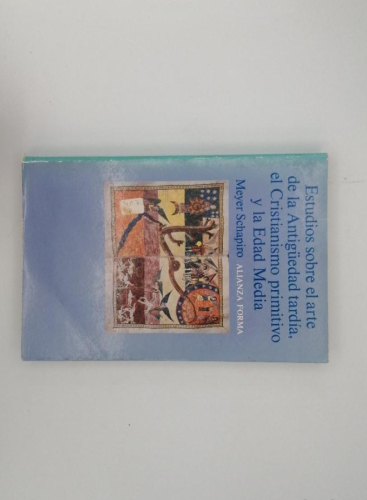 Estudios sobre el arte
de la Antigüedad tardía,
el Cristianismo primitivo
y la Edad Media
Meyer Schapiro ALIANZA FORMA